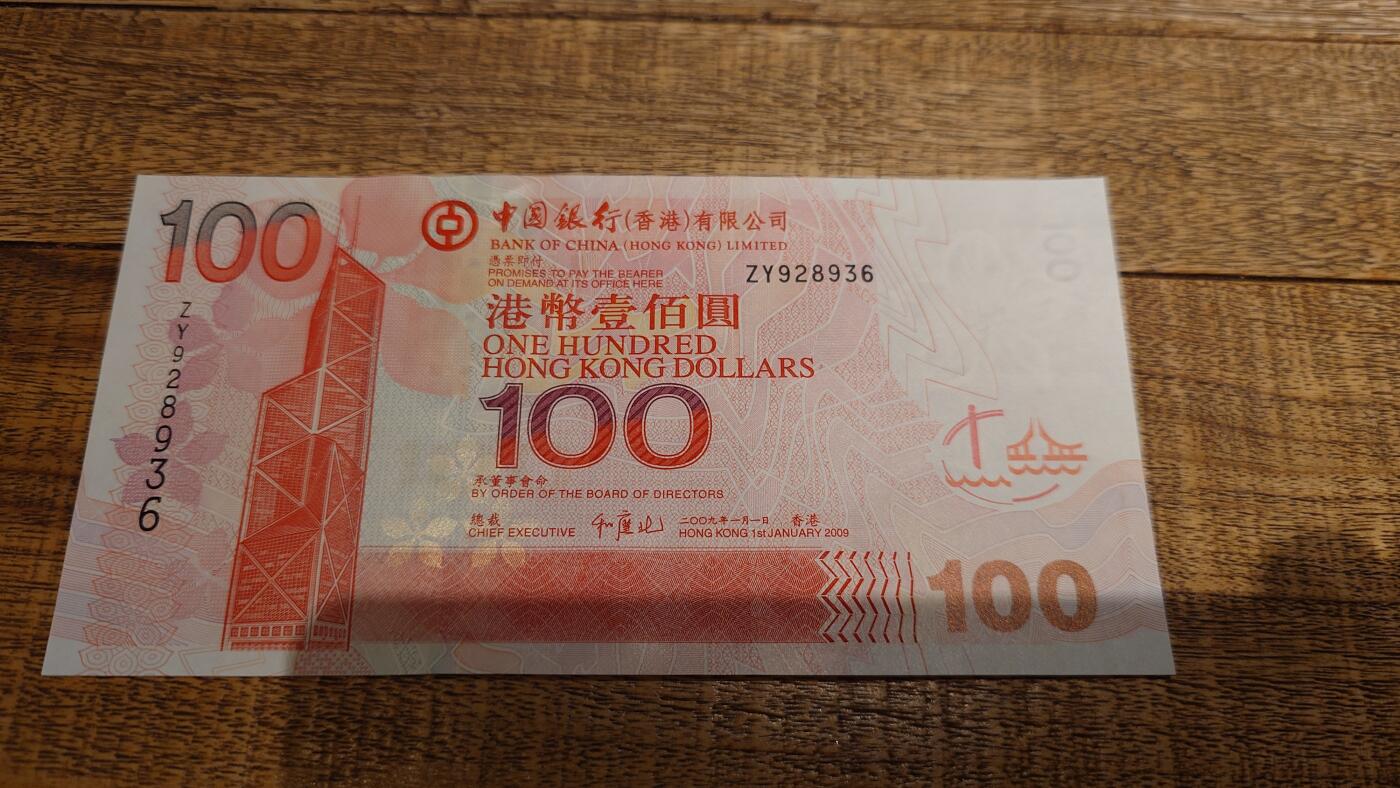 100
中国銀行(香港)有限公司
BANK OF CHINA (HONG KONG) LIMITED
憑票即付
PROMISES TO PAY THE BEARER
ON DEMAND AT ITS OFFICE HERE
ZY928936
港幣壹佰圓
ONE HUNDRED
HONG KONG DOLLARS
100
ZY928936
承董事會命
BY ORDER OF THE BOARD OF DIRECTORS
總裁
CHIEF EXECUTIVE
二〇〇九年一月一日 香港
HONG KONG 1st JANUARY 2009
100
100